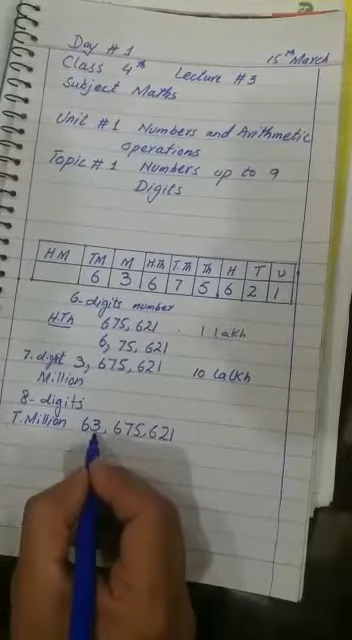 Day # 1 15th March
Class 4th Lecture # 3
Subject Maths
Unit # 1 Numbers and Arithmetic
Operations
Topic # 1 Numbers up to 9
Digits
H M TM M H.Th T.Th Th H T U
6 3 6 7 5 6 2 1
6-digits number
H.Th 675,621 1 lakh
6, 75, 621
7. digit 3, 675, 621 10 lalkh
Million
8- digits
T. Million 63, 675, 621